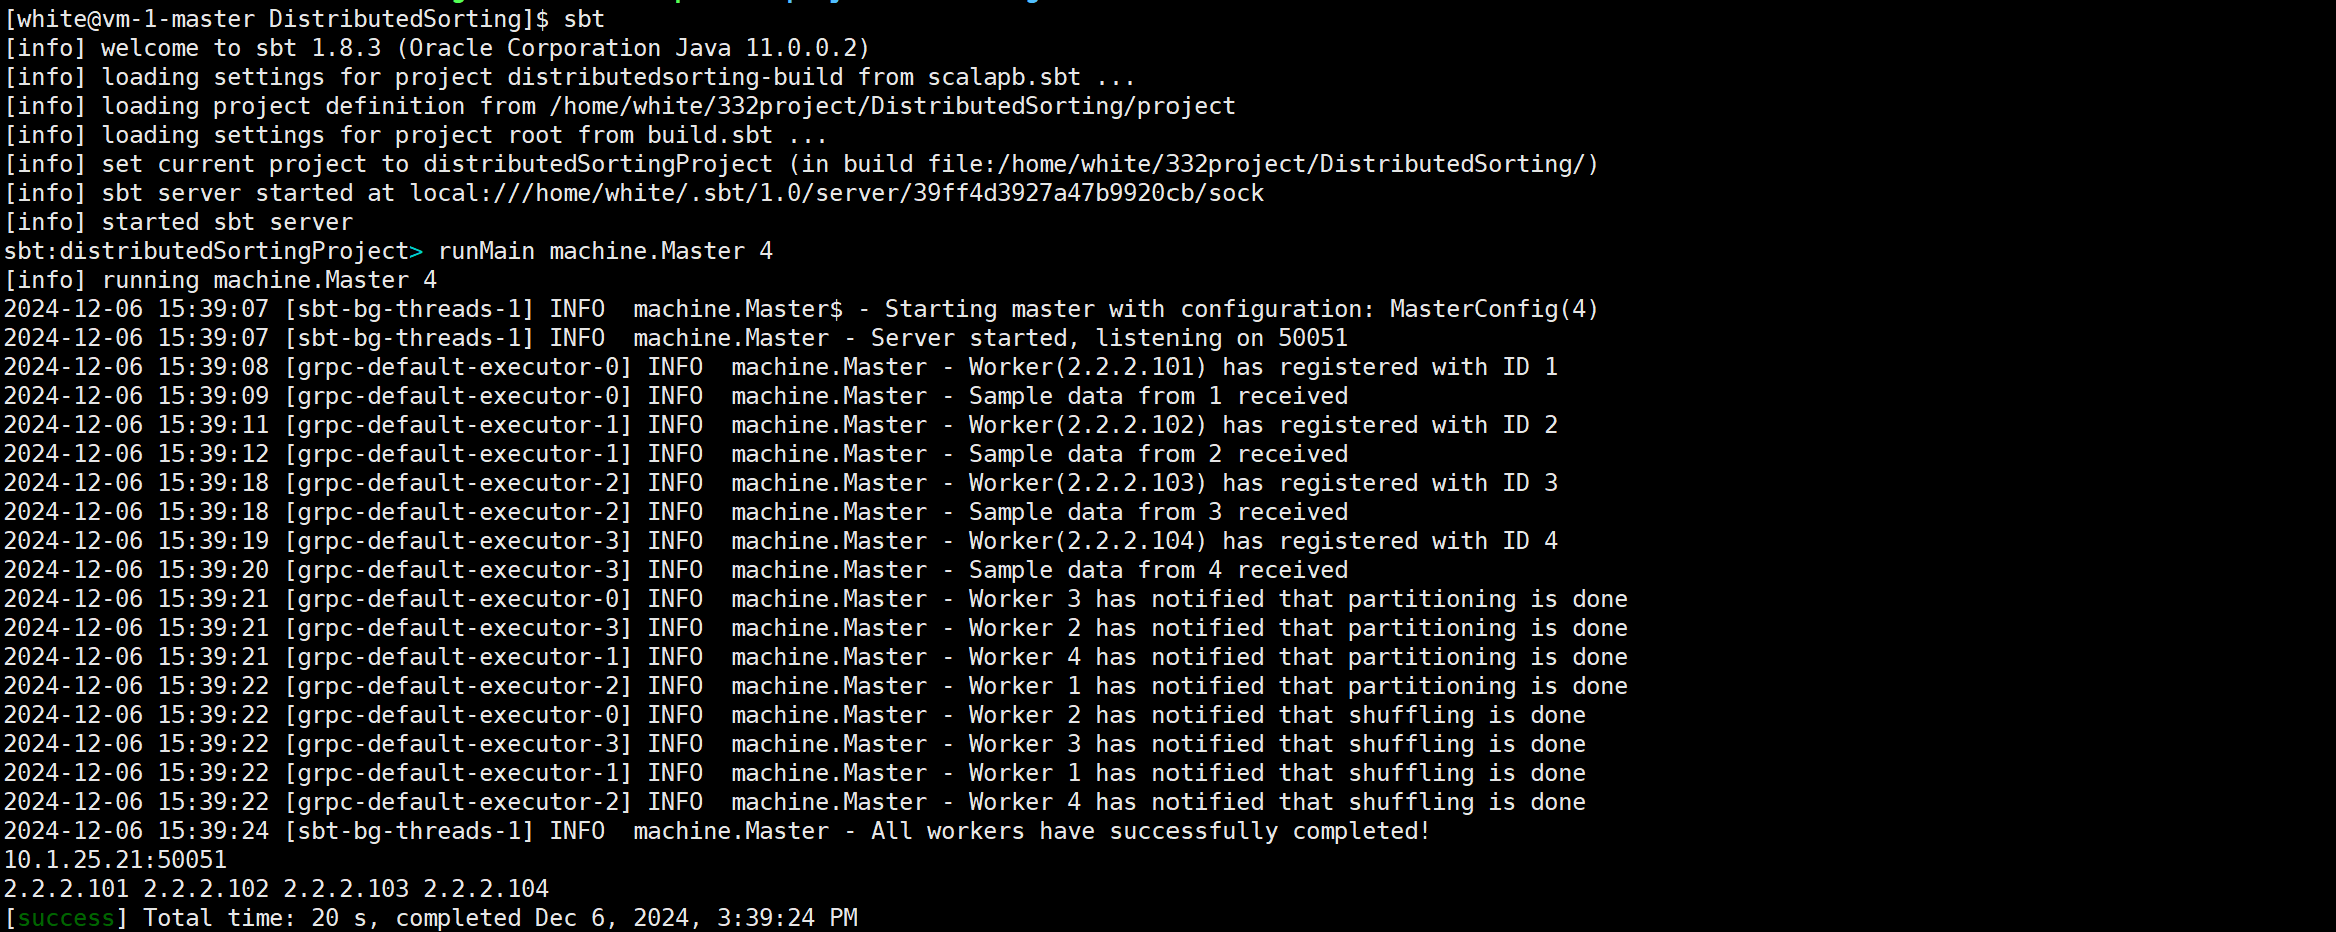 [white@vm-1-master DistributedSorting]$ sbt
[info] welcome to sbt 1.8.3 (Oracle Corporation Java 11.0.0.2)
[info] loading settings for project distributedsorting-build from scalapb.sbt ...
[info] loading project definition from /home/white/332project/DistributedSorting/project
[info] loading settings for project root from build.sbt ...
[info] set current project to distributedSortingProject (in build file:/home/white/332project/DistributedSorting/)
[info] sbt server started at local:///home/white/.sbt/1.0/server/39ff4d3927a47b9920cb/sock
[info] started sbt server
sbt:distributedSortingProject> runMain machine.Master 4
[info] running machine.Master 4
2024-12-06 15:39:07 [sbt-bg-threads-1] INFO  machine.Master$ - Starting master with configuration: MasterConfig(4)
2024-12-06 15:39:07 [sbt-bg-threads-1] INFO  machine.Master - Server started, listening on 50051
2024-12-06 15:39:08 [grpc-default-executor-0] INFO  machine.Master - Worker(2.2.2.101) has registered with ID 1
2024-12-06 15:39:09 [grpc-default-executor-0] INFO  machine.Master - Sample data from 1 received
2024-12-06 15:39:11 [grpc-default-executor-1] INFO  machine.Master - Worker(2.2.2.102) has registered with ID 2
2024-12-06 15:39:12 [grpc-default-executor-1] INFO  machine.Master - Sample data from 2 received
2024-12-06 15:39:18 [grpc-default-executor-2] INFO  machine.Master - Worker(2.2.2.103) has registered with ID 3
2024-12-06 15:39:18 [grpc-default-executor-2] INFO  machine.Master - Sample data from 3 received
2024-12-06 15:39:19 [grpc-default-executor-3] INFO  machine.Master - Worker(2.2.2.104) has registered with ID 4
2024-12-06 15:39:20 [grpc-default-executor-3] INFO  machine.Master - Sample data from 4 received
2024-12-06 15:39:21 [grpc-default-executor-0] INFO  machine.Master - Worker 3 has notified that partitioning is done
2024-12-06 15:39:21 [grpc-default-executor-3] INFO  machine.Master - Worker 2 has notified that partitioning is done
2024-12-06 15:39:21 [grpc-default-executor-1] INFO  machine.Master - Worker 4 has notified that partitioning is done
2024-12-06 15:39:22 [grpc-default-executor-2] INFO  machine.Master - Worker 1 has notified that partitioning is done
2024-12-06 15:39:22 [grpc-default-executor-0] INFO  machine.Master - Worker 2 has notified that shuffling is done
2024-12-06 15:39:22 [grpc-default-executor-3] INFO  machine.Master - Worker 3 has notified that shuffling is done
2024-12-06 15:39:22 [grpc-default-executor-1] INFO  machine.Master - Worker 1 has notified that shuffling is done
2024-12-06 15:39:22 [grpc-default-executor-2] INFO  machine.Master - Worker 4 has notified that shuffling is done
2024-12-06 15:39:24 [sbt-bg-threads-1] INFO  machine.Master - All workers have successfully completed!
10.1.25.21:50051
2.2.2.101 2.2.2.102 2.2.2.103 2.2.2.104
[success] Total time: 20 s, completed Dec 6, 2024, 3:39:24 PM